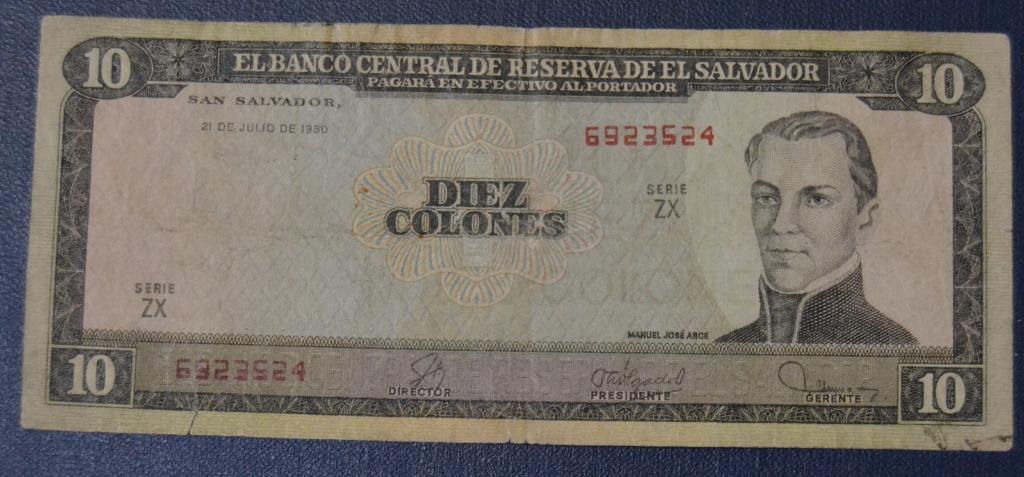 10
10
EL BANCO CENTRAL DE RESERVA DE EL SALVADOR
PAGARÁ EN EFECTIVO AL PORTADOR
SAN SALVADOR,
21 DE JULIO DE 1980
6923524
DIEZ
COLONES
SERIE
ZX
SERIE
ZX
MANUEL JOSÉ ARCE
10
6923524
DIRECTOR
PRESIDENTE
GERENTE
10